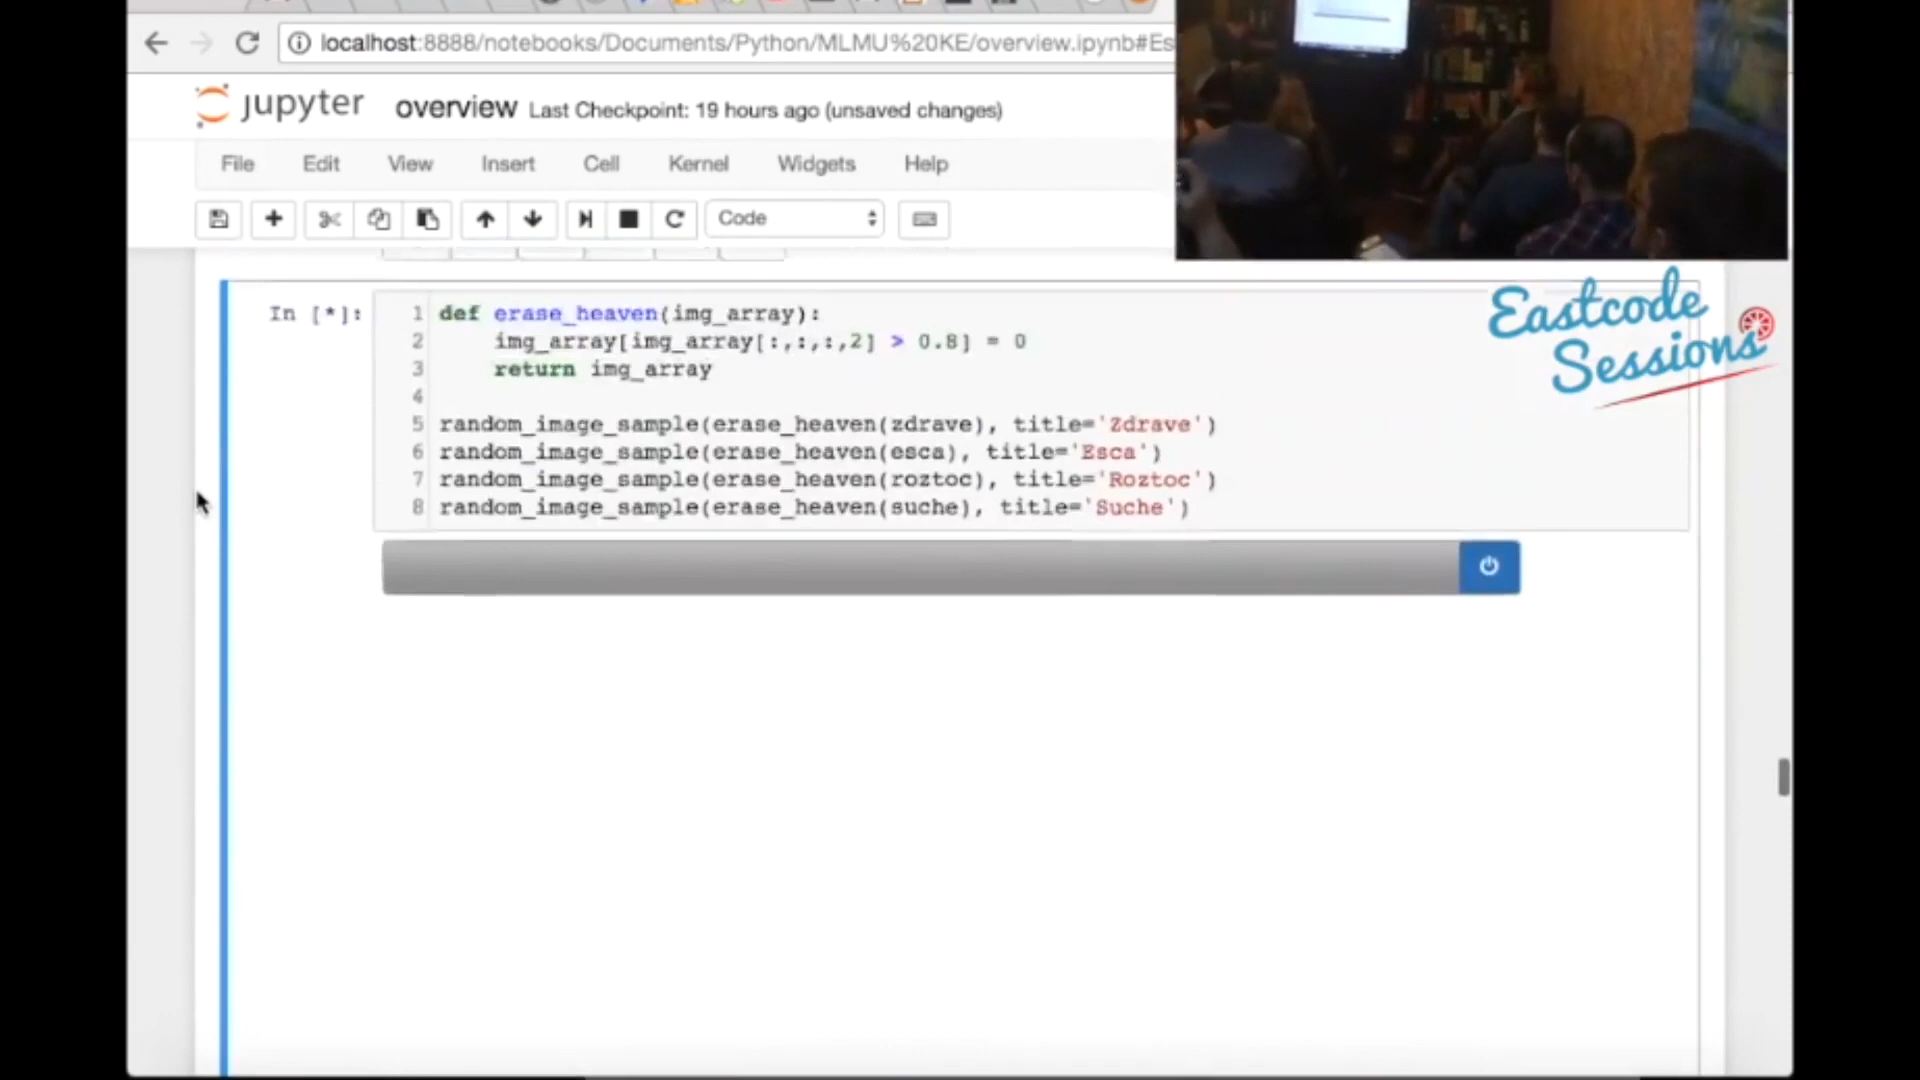 localhost:8888/notebooks/Documents/Python/MLMU%20KE/overview.ipynb#Es
jupyter overview Last Checkpoint: 19 hours ago (unsaved changes)
File Edit View Insert Cell Kernel Widgets Help
Code
Eastcode
Sessions
In [*]:
1 def erase_heaven(img_array):
2 img_array[img_array[:,:,:,2] > 0.8] = 0
3 return img_array
4
5 random_image_sample(erase_heaven(zdrave), title='Zdrave')
6 random_image_sample(erase_heaven(esca), title='Esca')
7 random_image_sample(erase_heaven(roztoc), title='Roztoc')
8 random_image_sample(erase_heaven(suche), title='Suche')